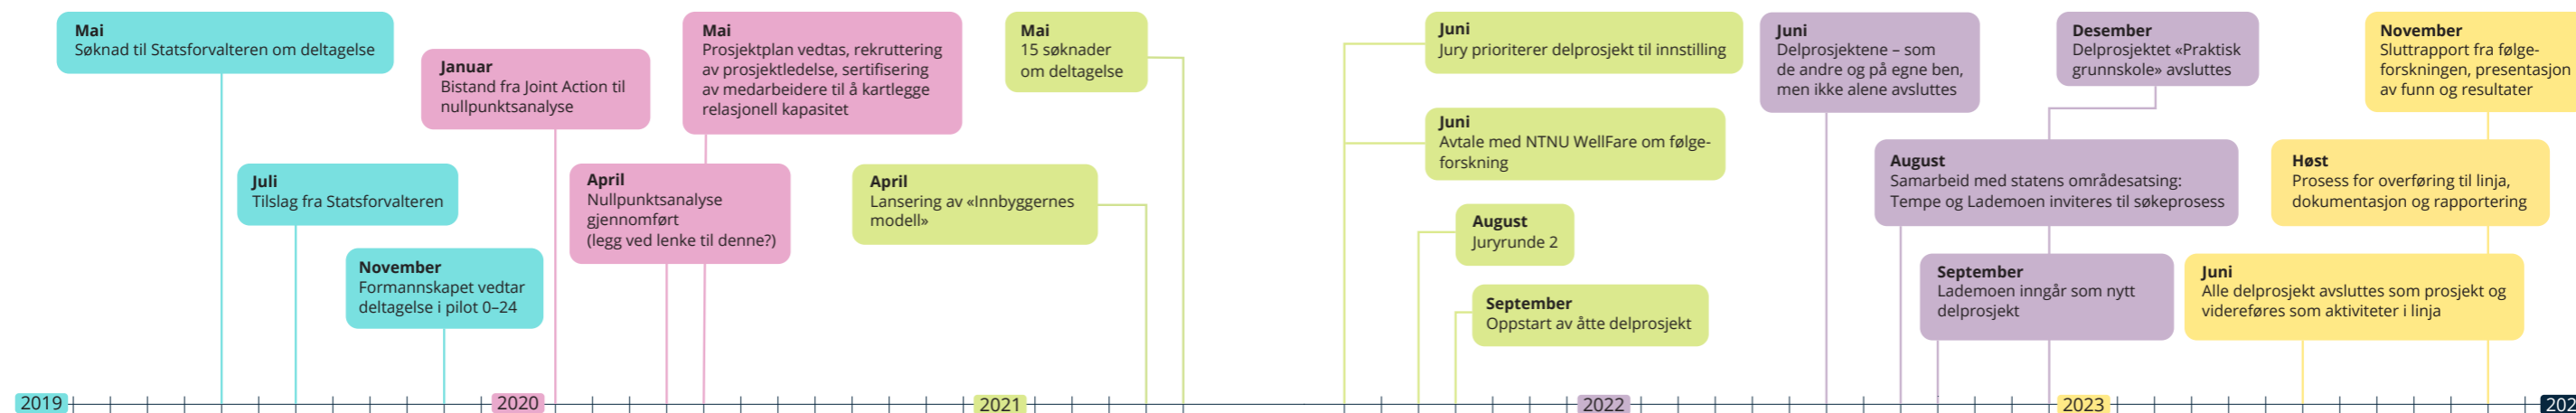 Mai
Søknad til Statsforvalteren om deltagelse
Juli
Tilslag fra Statsforvalteren
November
Formannskapet vedtar
deltagelse i pilot 0–24
Januar
Bistand fra Joint Action til
nullpunktsanalyse
April
Nullpunktsanalyse
gjennomført
(legg ved lenke til denne?)
Mai
Prosjektplan vedtas, rekruttering
av prosjektledelse, sertifisering
av medarbeidere til å kartlegge
relasjonell kapasitet
April
Lansering av «Innbyggernes
modell»
Mai
15 søknader
om deltagelse
Juni
Jury prioriterer delprosjekt til innstilling
Juni
Avtale med NTNU WellFare om følge-
forskning
August
Juryrunde 2
September
Oppstart av åtte delprosjekt
Juni
Delprosjektene – som
de andre og på egne ben,
men ikke alene avsluttes
August
Samarbeid med statens områdesatsing:
Tempe og Lademoen inviteres til søkeprosess
September
Lademoen inngår som nytt
delprosjekt
Desember
Delprosjektet «Praktisk
grunnskole» avsluttes
Juni
Alle delprosjekt avsluttes som prosjekt og
videreføres som aktiviteter i linja
Høst
Prosess for overføring til linja,
dokumentasjon og rapportering
November
Sluttrapport fra følge-
forskningen, presentasjon
av funn og resultater
2019
2020
2021
2022
2023